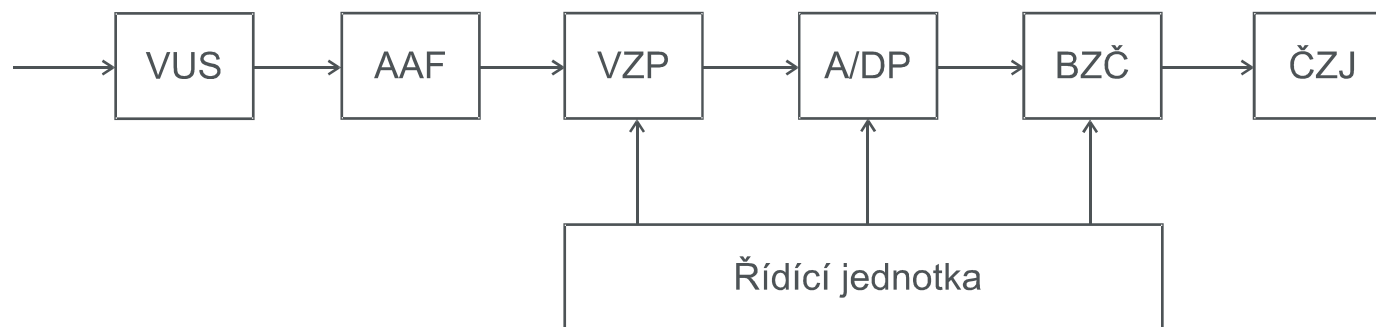 VUS
AAF
VZP
A/DP
BZČ
ČZJ
Řídící jednotka